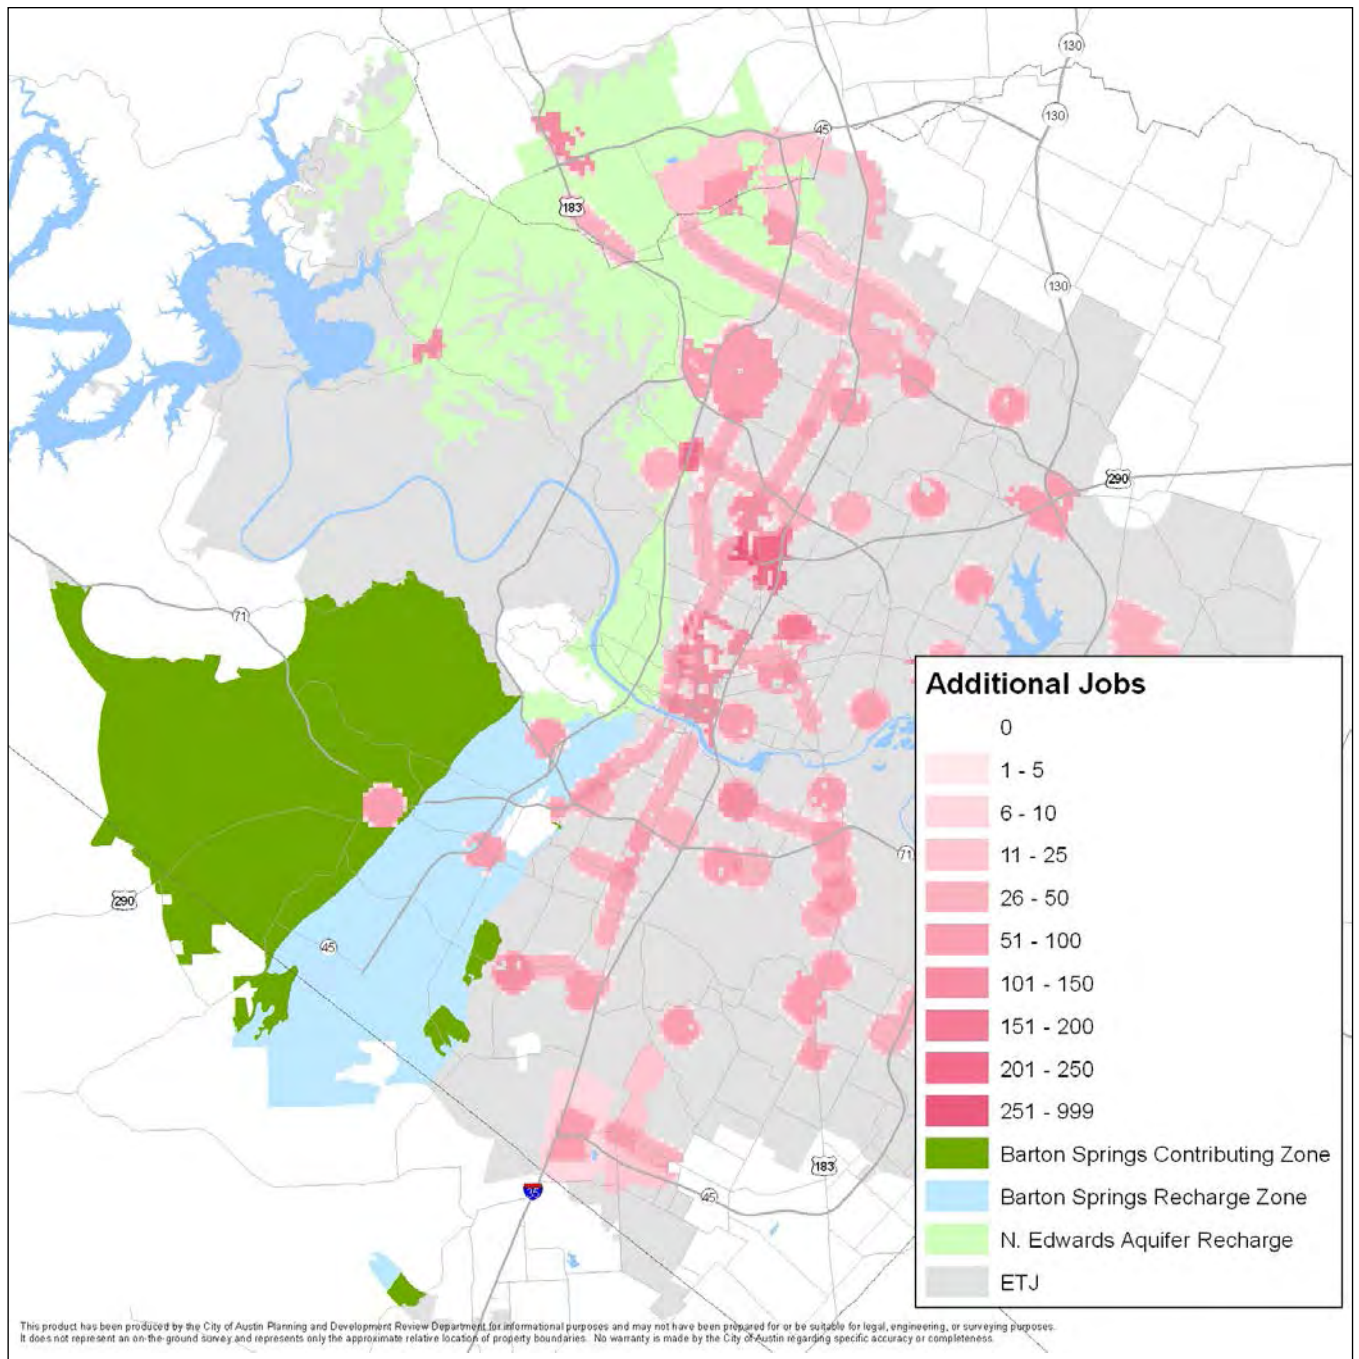 130
130
45
183
130
290
71
Additional Jobs
0
1 - 5
6 - 10
11 - 25
26 - 50
71
51 - 100
290
45
101 - 150
151 - 200
201 - 250
251 - 999
Barton Springs Contributing Zone
183
35
45
Barton Springs Recharge Zone
N. Edwards Aquifer Recharge
ETJ
This product has been produced by the City of Austin Planning and Development Review Department for informational purposes and may not have been prepared for or be suitable for legal, engineering, or surveying purposes.
It does not represent an on-the-ground survey and represents only the approximate relative location of property boundaries. No warranty is made by the City of Austin regarding specific accuracy or completeness.